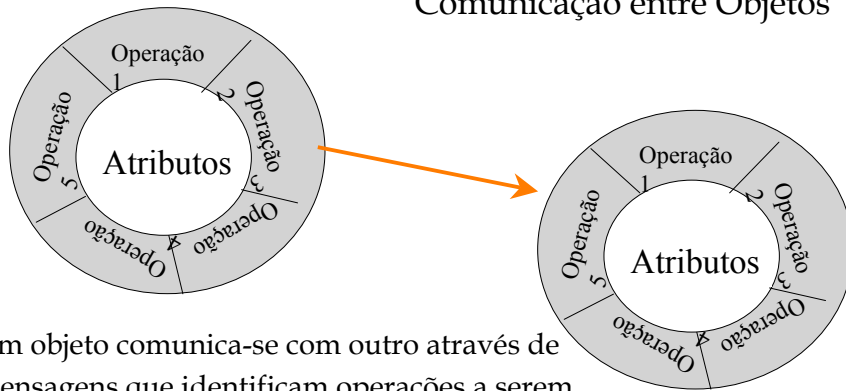 Comunicação entre Objetos
Operação
1
Operação
2
Operação
3
Operação
4
Operação
5
Atributos
Operação
1
Operação
2
Operação
3
Operação
4
Operação
5
Atributos
m objeto comunica-se com outro através de
ensagens que identificam operações a serem